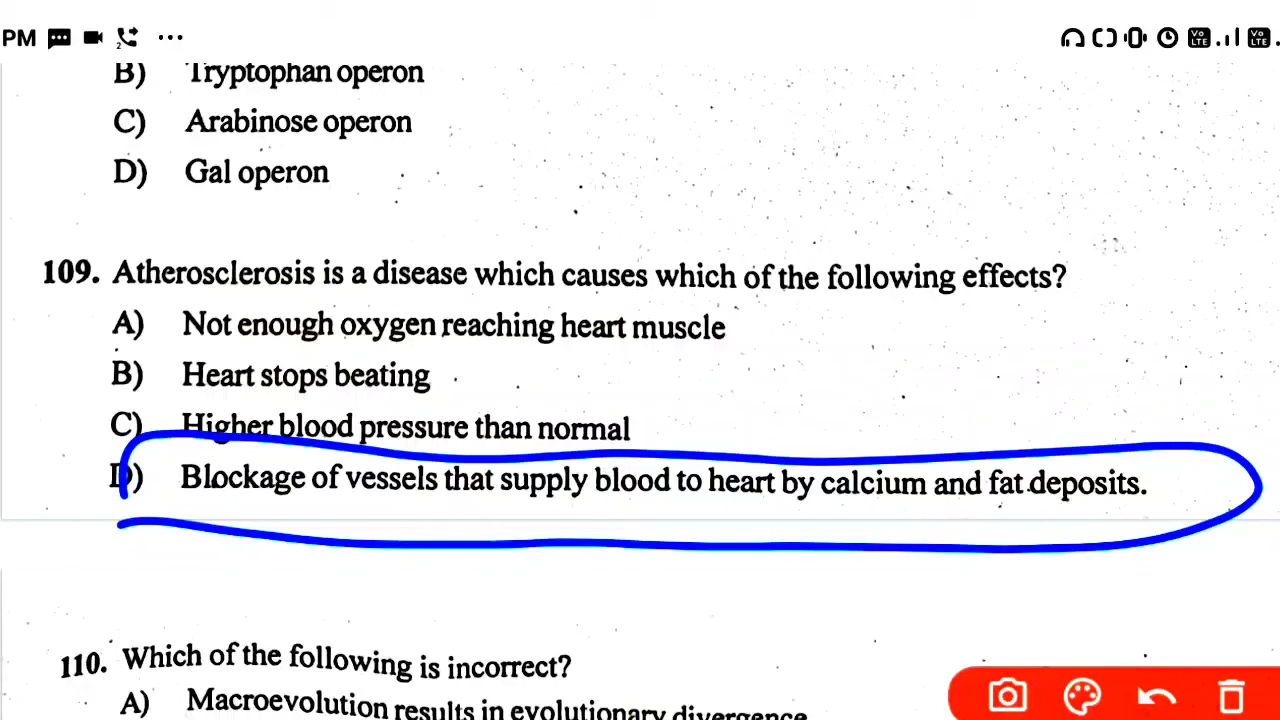 PM
B) Tryptophan operon
C) Arabinose operon
D) Gal operon
109. Atherosclerosis is a disease which causes which of the following effects?
A) Not enough oxygen reaching heart muscle
B) Heart stops beating
C) Higher blood pressure than normal
D) Blockage of vessels that supply blood to heart by calcium and fat deposits.
110. Which of the following is incorrect?
A) Macroevolution results in evolutionary divergence